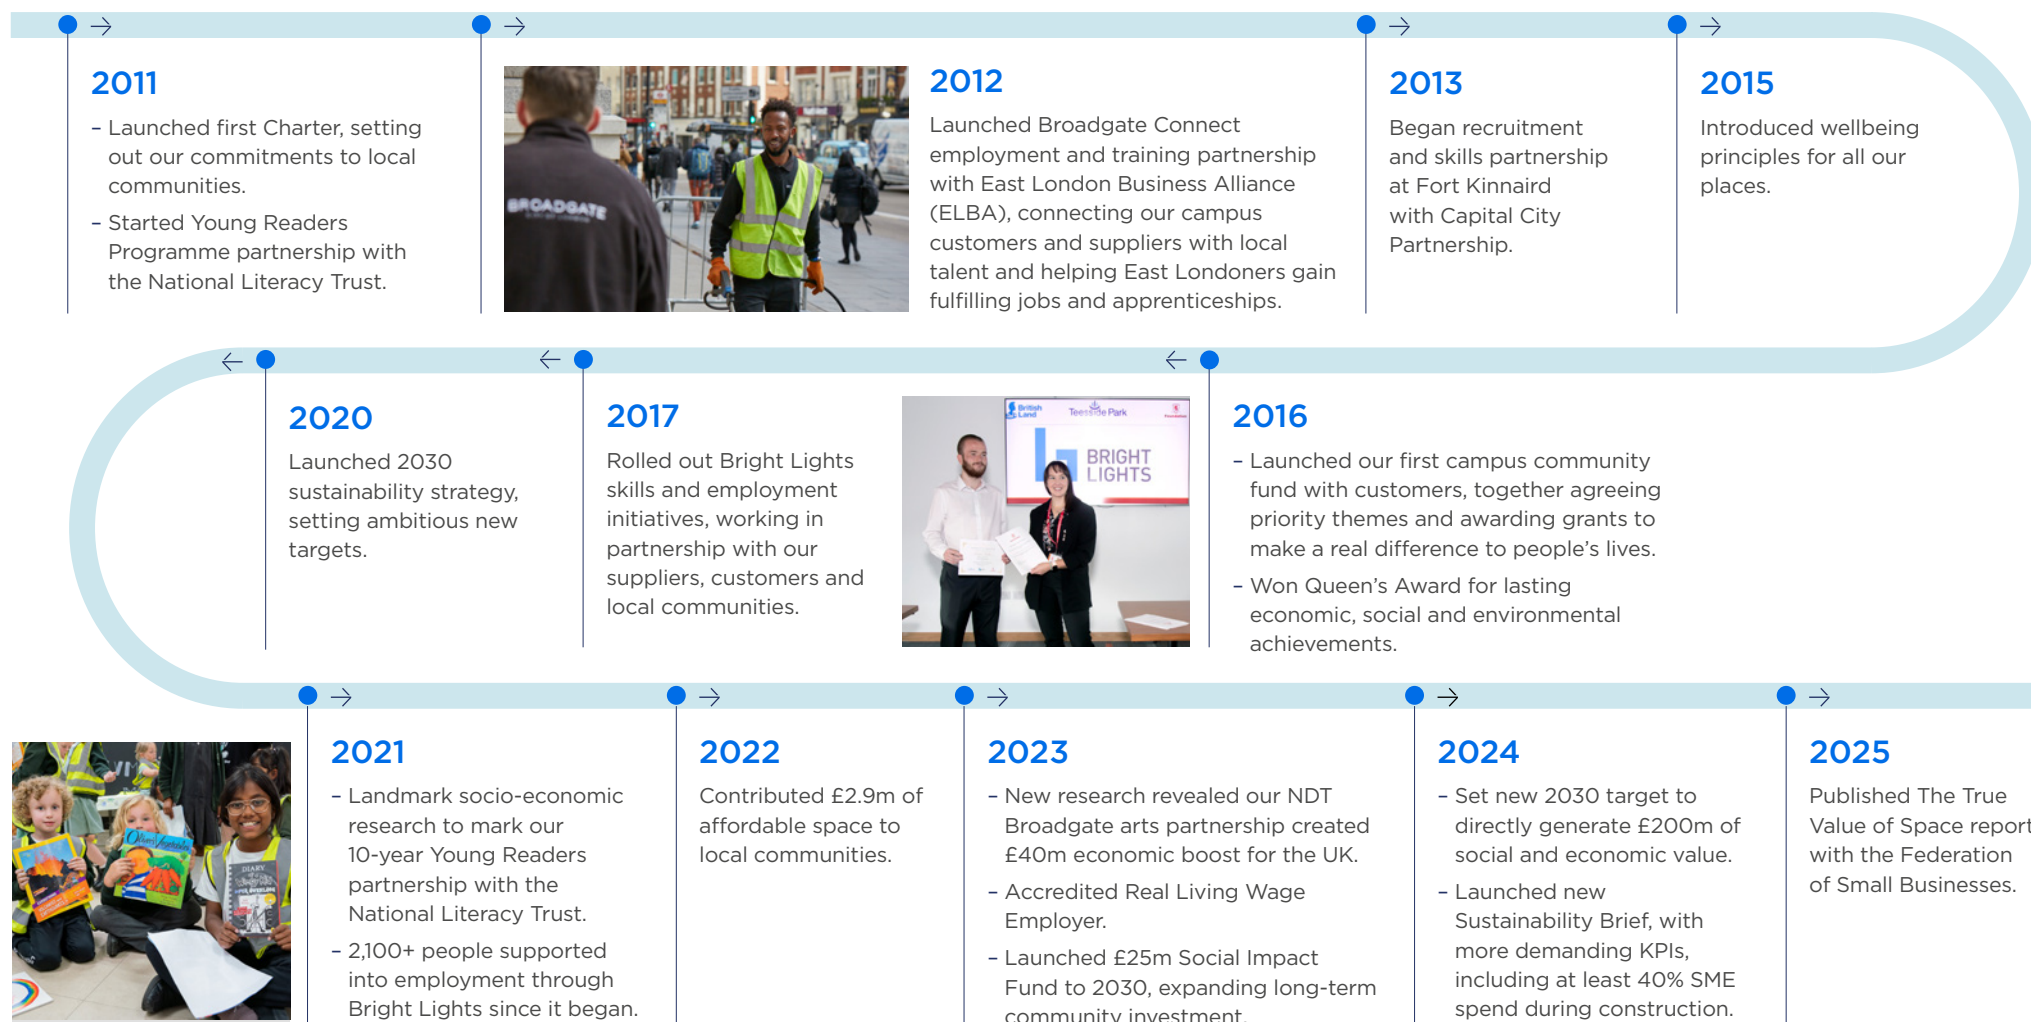 2011
– Launched first Charter, setting
out our commitments to local
communities.
– Started Young Readers
Programme partnership with
the National Literacy Trust.
BROADGATE
2012
Launched Broadgate Connect
employment and training partnership
with East London Business Alliance
(ELBA), connecting our campus
customers and suppliers with local
talent and helping East Londoners gain
fulfilling jobs and apprenticeships.
2013
Began recruitment
and skills partnership
at Fort Kinnaird
with Capital City
Partnership.
2015
Introduced wellbeing
principles for all our
places.
2016
– Launched our first campus community
fund with customers, together agreeing
priority themes and awarding grants to
make a real difference to people’s lives.
– Won Queen’s Award for lasting
economic, social and environmental
achievements.
British
Land
Teesside Park
BRIGHT
LIGHTS
2017
Rolled out Bright Lights
skills and employment
initiatives, working in
partnership with our
suppliers, customers and
local communities.
2020
Launched 2030
sustainability strategy,
setting ambitious new
targets.
DIARY
2021
– Landmark socio-economic
research to mark our
10-year Young Readers
partnership with the
National Literacy Trust.
– 2,100+ people supported
into employment through
Bright Lights since it began.
2022
Contributed £2.9m of
affordable space to
local communities.
2023
– New research revealed our NDT
Broadgate arts partnership created
£40m economic boost for the UK.
– Accredited Real Living Wage
Employer.
– Launched £25m Social Impact
Fund to 2030, expanding long-term
community investment.
2024
– Set new 2030 target to
directly generate £200m of
social and economic value.
– Launched new
Sustainability Brief, with
more demanding KPIs,
including at least 40% SME
spend during construction.
2025
Published The True
Value of Space report
with the Federation
of Small Businesses.